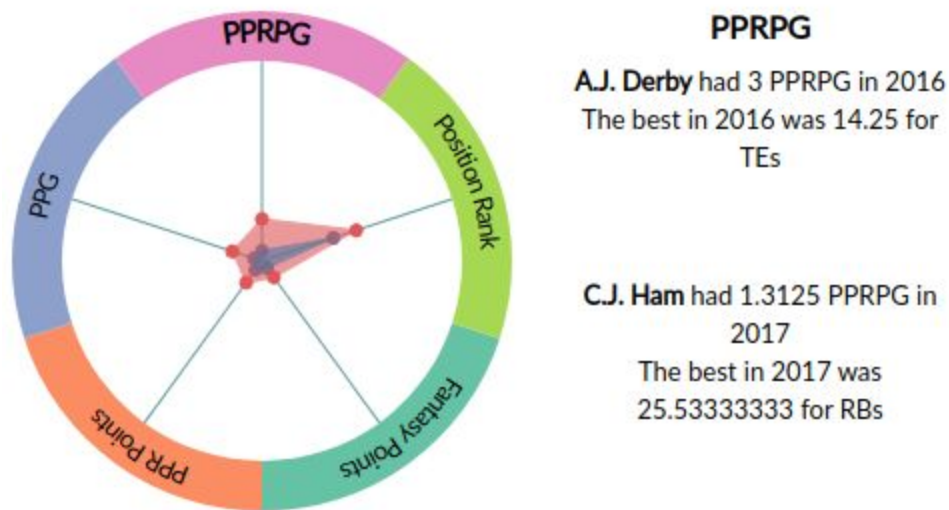 PPRPG
Position Rank
Fantasy Points
PPR Points
PPG
PPRPG
A.J. Derby had 3 PPRPG in 2016
The best in 2016 was 14.25 for
TEs
C.J. Ham had 1.3125 PPRPG in
2017
The best in 2017 was
25.53333333 for RBs